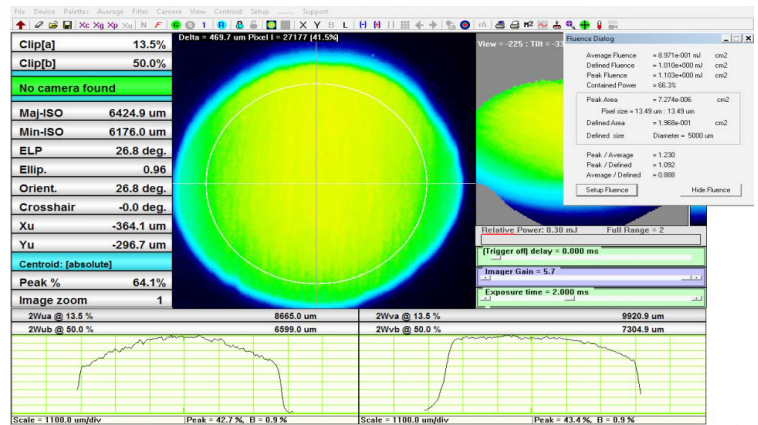 File Device Palettes Average Filter Camera View Centroid Setup ........ Support
Xc Xg Xp Xu N F G 1 R X Y B L rA M²
Clip[a] 13.5%
Clip[b] 50.0%
No camera found
Maj-ISO 6424.9 um
Min-ISO 6176.0 um
ELP 26.8 deg.
Ellip. 0.96
Orient. 26.8 deg.
Crosshair -0.0 deg.
Xu -364.1 um
Yu -296.7 um
Centroid: [absolute]
Peak % 64.1%
Image zoom 1
Delta = 469.7 um Pixel I = 27177 [41.5%]
View = -225 : Tilt = -33
Fluence Dialog
Average Fluence = 8.971e-001 mJ cm2
Defined Fluence = 1.010e+000 mJ cm2
Peak Fluence = 1.103e+000 mJ cm2
Contained Power = 66.3%
Peak Area = 7.274e-006 cm2
Pixel size = 13.49 um : 13.49 um
Defined Area = 1.968e-001 cm2
Defined size Diameter = 5000 um
Peak / Average = 1.230
Peak / Defined = 1.092
Average / Defined = 0.888
Setup Fluence Hide Fluence
Relative Power: 0.30 mJ Full Range = 2
[Trigger off] delay = 0.000 ms
Imager Gain = 5.7
Exposure time = 2.000 ms
2Wua @ 13.5 % 8665.0 um 2Wva @ 13.5 % 9920.9 um
2Wub @ 50.0 % 6599.0 um 2Wvb @ 50.0 % 7304.9 um
Scale = 1100.0 um/div Peak = 42.7 %, B = 0.9 % Scale = 1100.0 um/div Peak = 43.4 %, B = 0.9 %